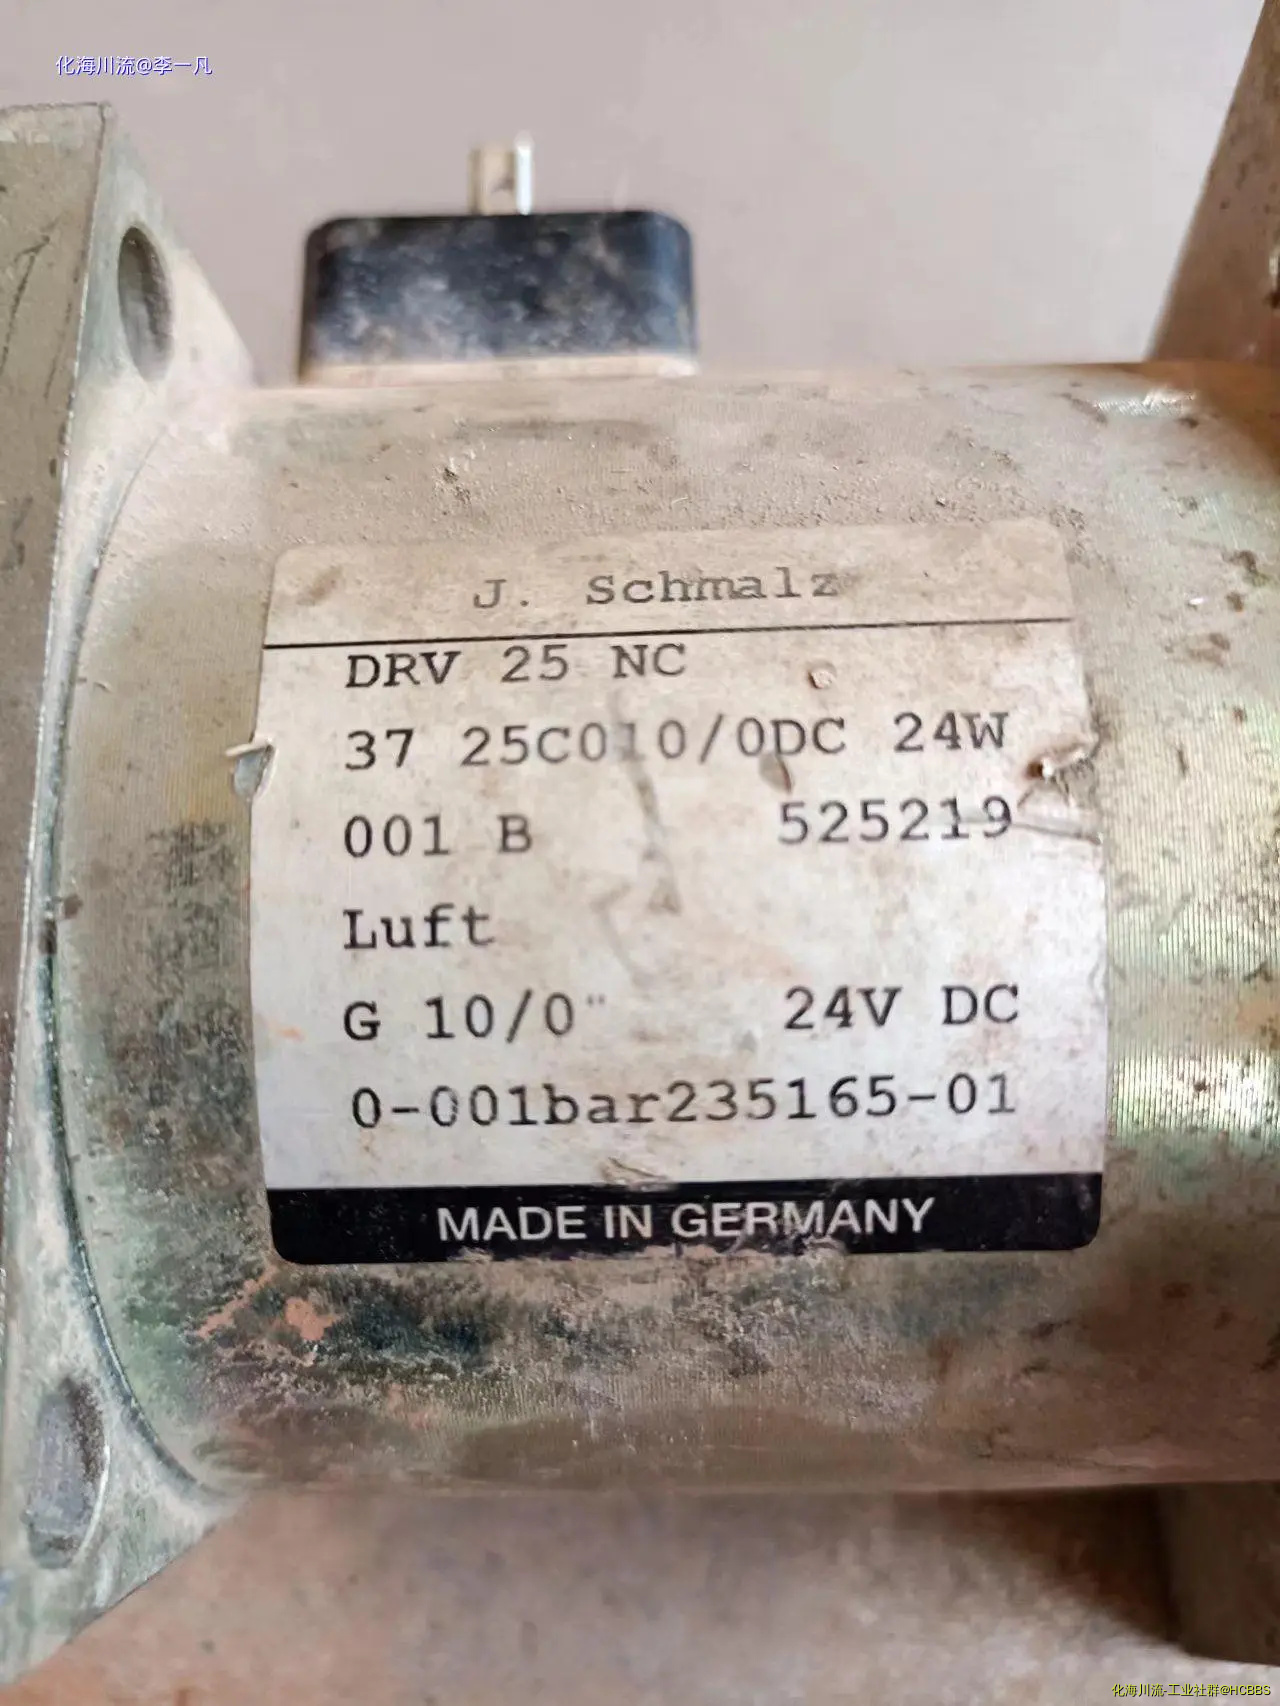 化海川流@李一凡
J. Schmalz
DRV 25 NC
37 25C010/0DC 24W
001 B 525219
Luft
G 10/0" 24V DC
0-001bar235165-01
MADE IN GERMANY
化海川流-工业社群@HCBBS